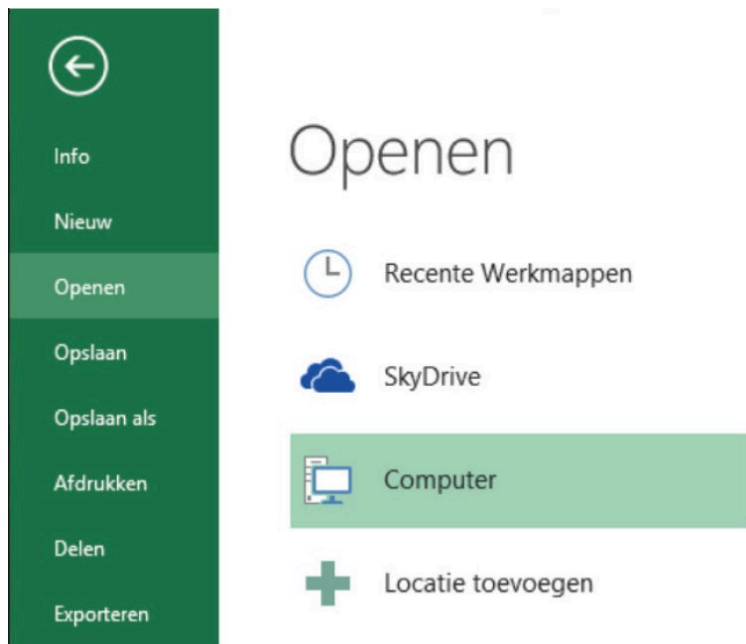 Info
Nieuw
Openen
Opslaan
Opslaan als
Afdrukken
Delen
Exporteren
Openen
Recente Werkmappen
SkyDrive
Computer
Locatie toevoegen